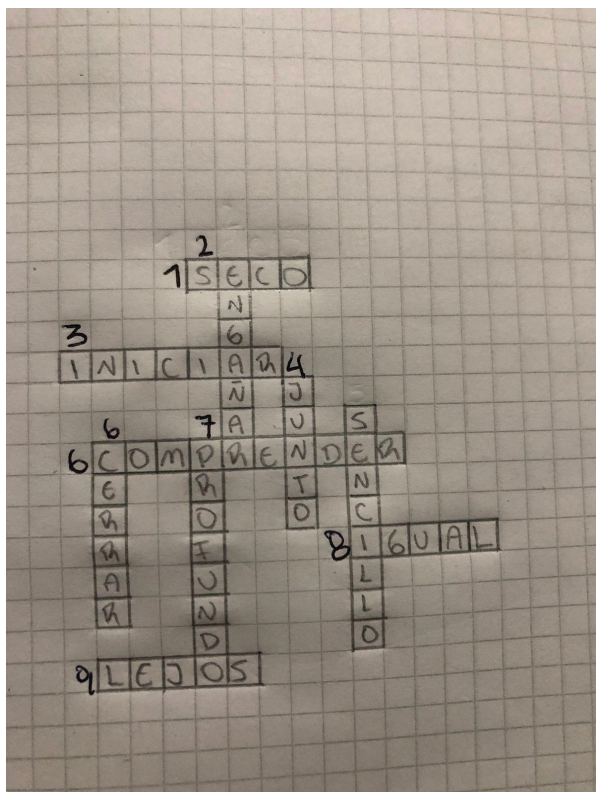 2
1 SECO
N
G
3
INICIAR 4
Ñ J
6 7 A U S
6 COMPRENDER
E R T N
R O O C
R F 8 IGUAL
A U L
R N L
D O
9 LEJOS